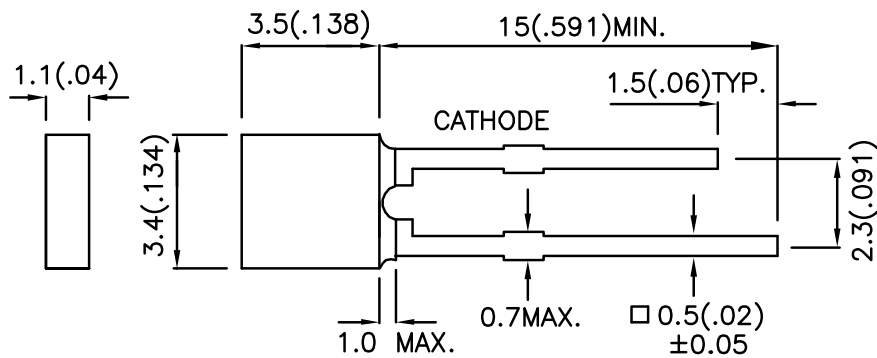 3.5(.138)
15(.591)MIN.
1.1(.04)
1.5(.06)TYP.
CATHODE
3.4(.134)
2.3(.091)
0.7MAX.
□ 0.5(.02)
±0.05
1.0 MAX.